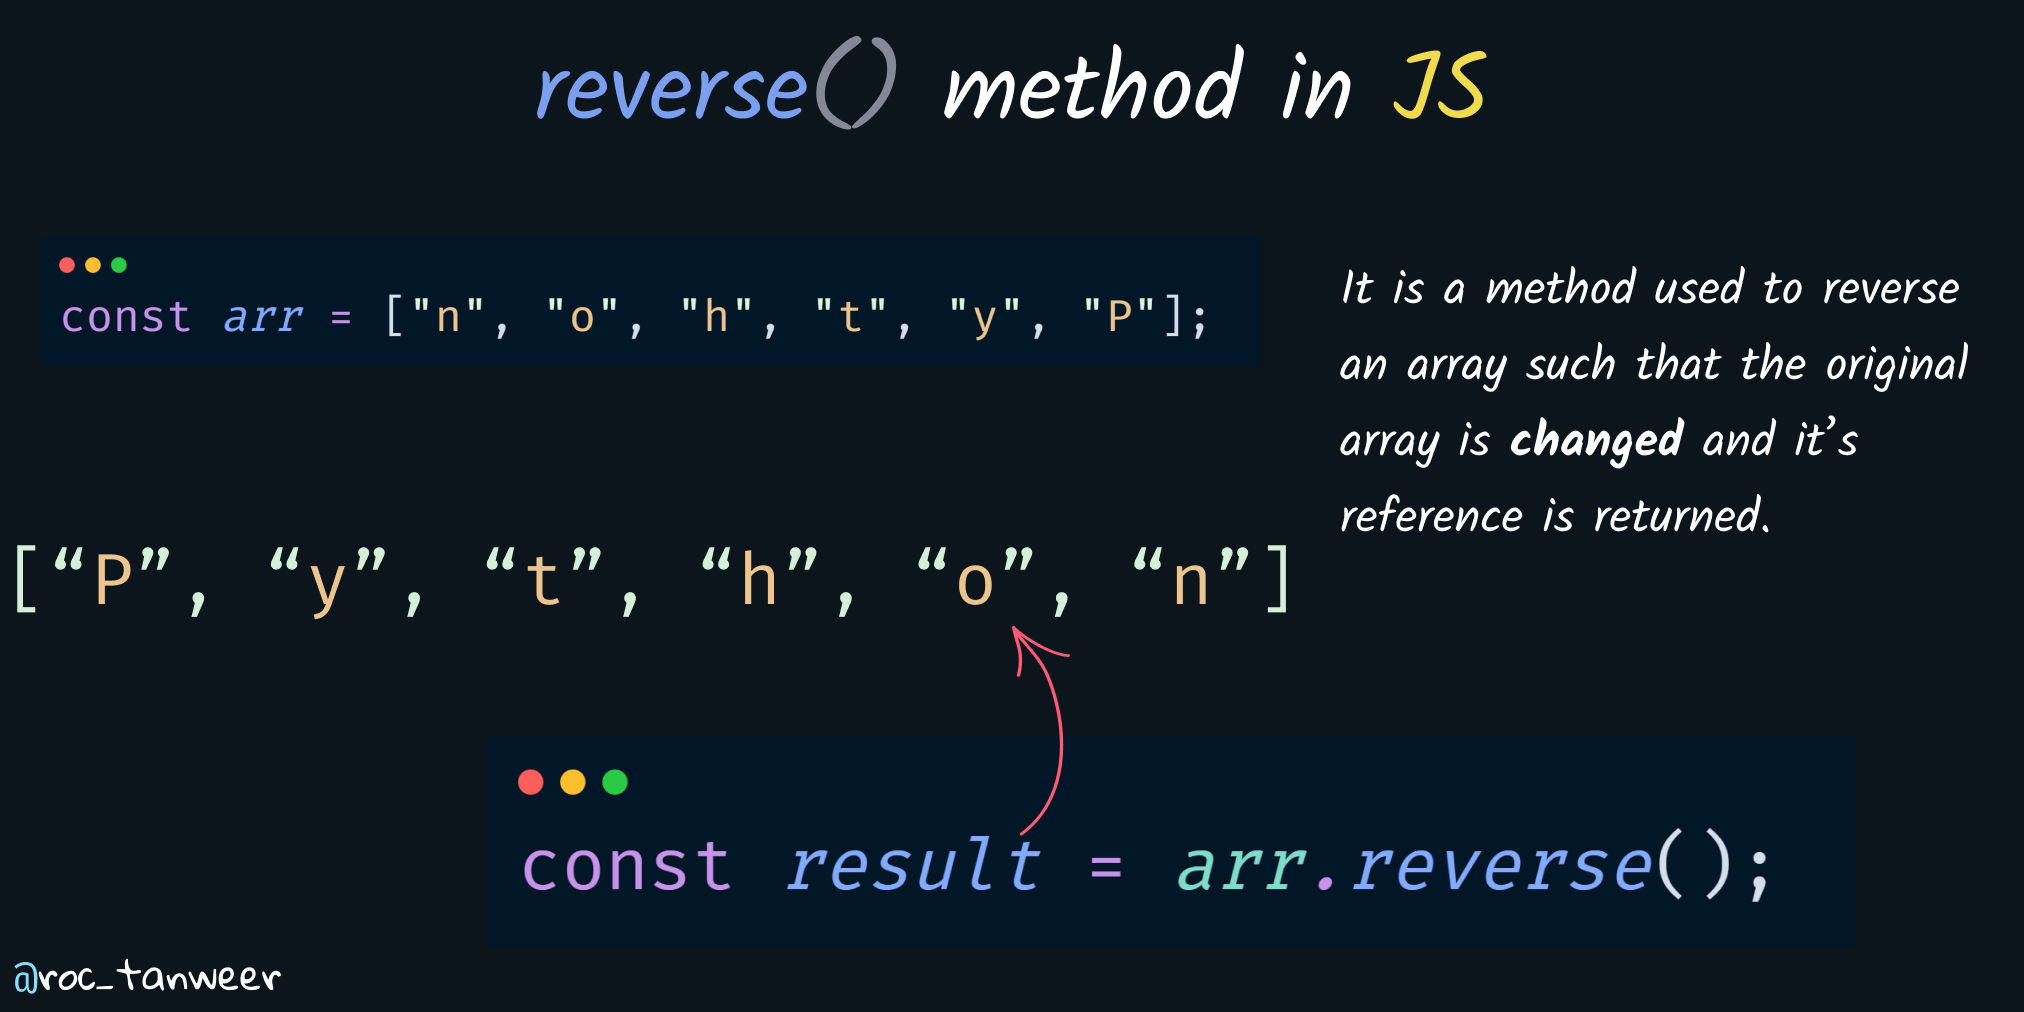 reverse() method in JS
const arr = ["n", "o", "h", "t", "y", "P"];
It is a method used to reverse
an array such that the original
array is changed and it’s
reference is returned.
[“P”, “y”, “t”, “h”, “o”, “n”]
const result = arr.reverse();
@roc_tanweer